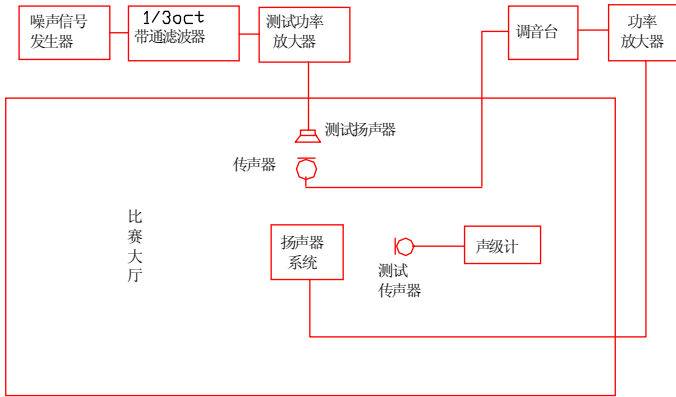 噪声信号
发生器
1/3oct
带通滤波器
测试功率
放大器
调音台
功率
放大器
测试扬声器
传声器
比
赛
大
厅
扬声器
系统
声级计
测试
传声器